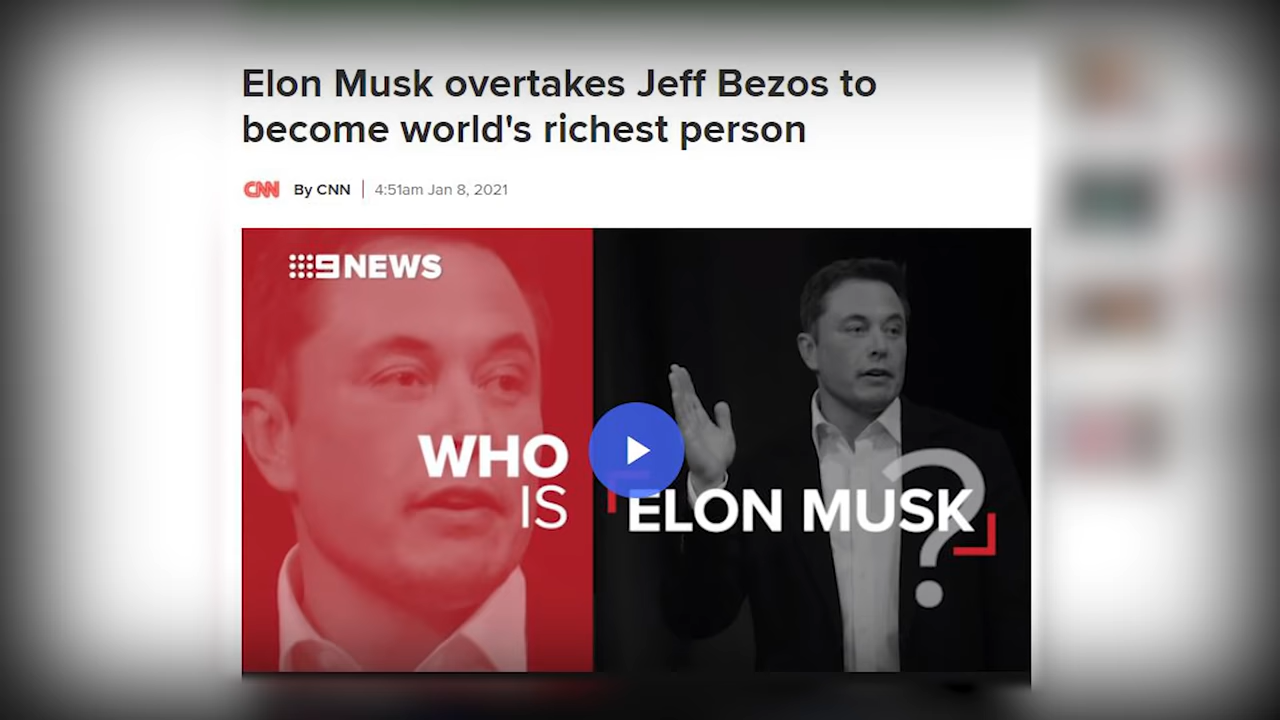 Elon Musk overtakes Jeff Bezos to
become world's richest person
CNN By CNN | 4:51am Jan 8, 2021
9NEWS
WHO
IS
ELON MUSK
?